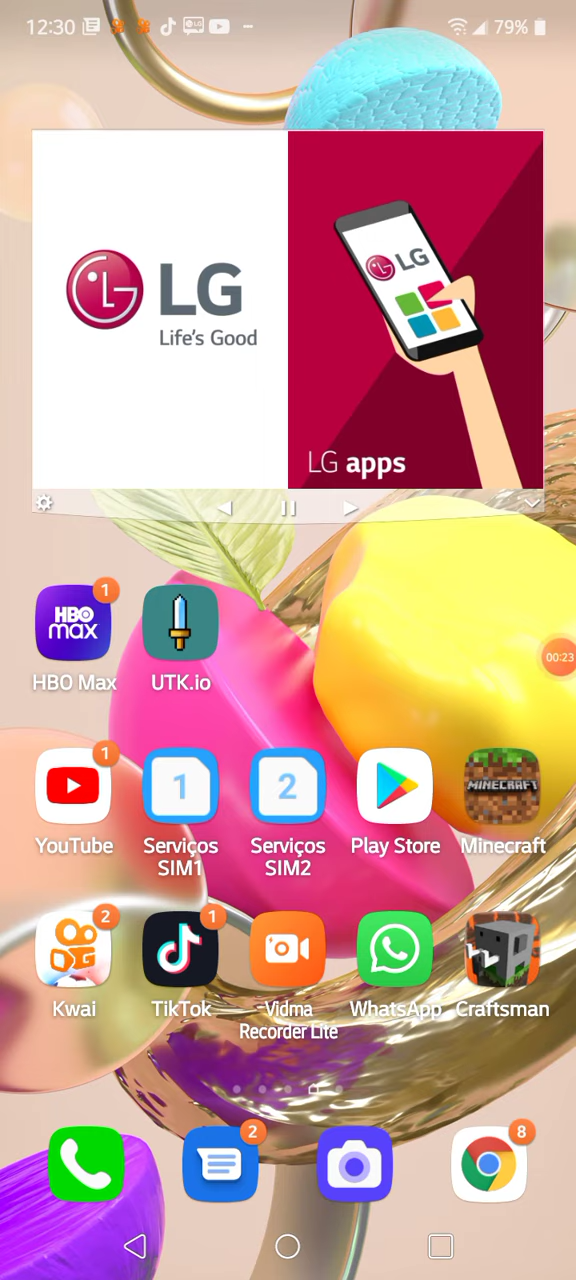 12:30
79%
LG
Life's Good
LG
LG apps
1
HBO
max
HBO Max
UTK.io
00:23
1
YouTube
1
Serviços
SIM1
2
Serviços
SIM2
Play Store
MINECRAFT
Minecraft
2
Kwai
1
TikTok
Vidma
Recorder Lite
WhatsApp
Craftsman
2
8